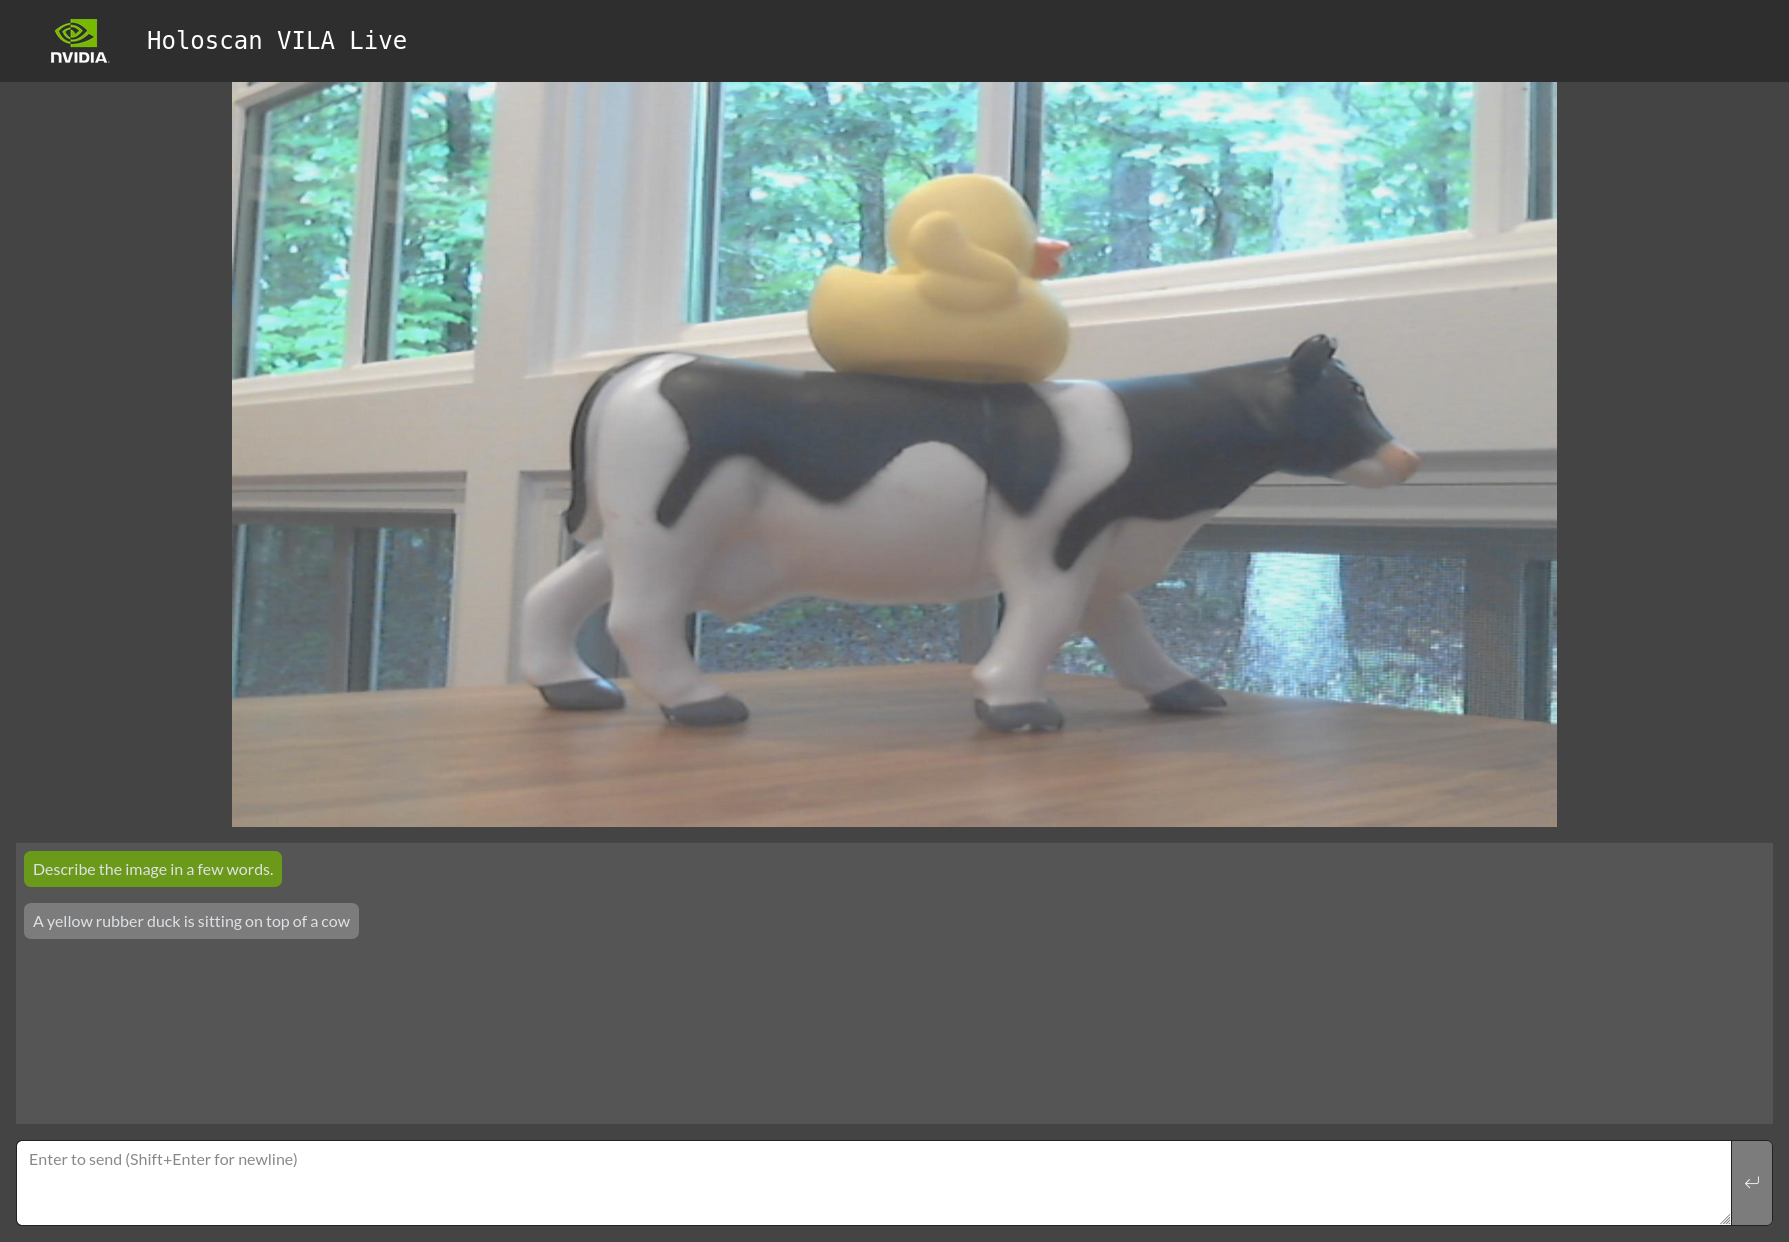 NVIDIA.
Holoscan VILA Live
Describe the image in a few words.
A yellow rubber duck is sitting on top of a cow
Enter to send (Shift+Enter for newline)